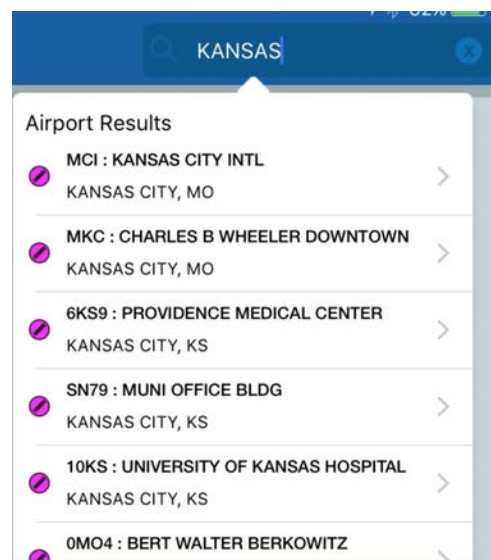 KANSAS
Airport Results
MCI : KANSAS CITY INTL
KANSAS CITY, MO
MKC : CHARLES B WHEELER DOWNTOWN
KANSAS CITY, MO
6KS9 : PROVIDENCE MEDICAL CENTER
KANSAS CITY, KS
SN79 : MUNI OFFICE BLDG
KANSAS CITY, KS
10KS : UNIVERSITY OF KANSAS HOSPITAL
KANSAS CITY, KS
0MO4 : BERT WALTER BERKOWITZ